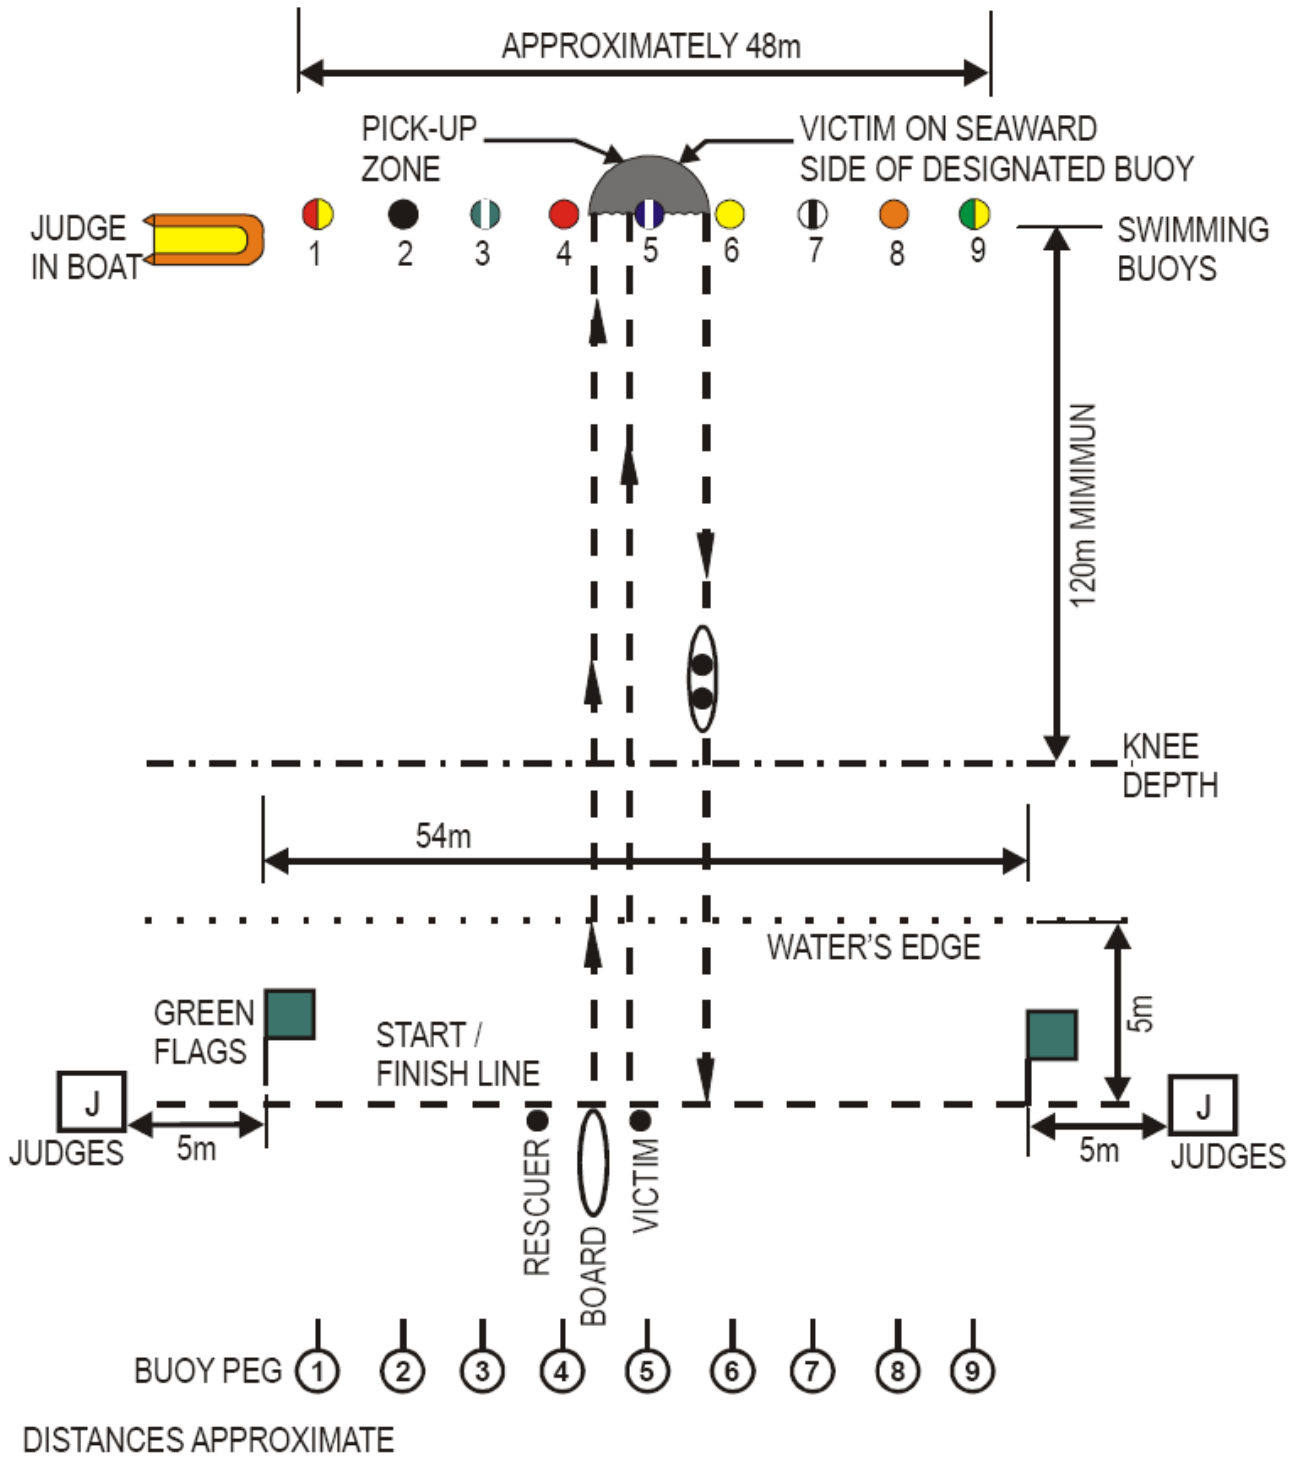 APPROXIMATELY 48m
PICK-UP
ZONE
VICTIM ON SEAWARD
SIDE OF DESIGNATED BUOY
JUDGE
IN BOAT
1 2 3 4 5 6 7 8 9
SWIMMING
BUOYS
120m MIMIMUN
KNEE
DEPTH
54m
WATER'S EDGE
GREEN
FLAGS
START /
FINISH LINE
5m
J
JUDGES
5m
RESCUER
BOARD
VICTIM
5m
J
JUDGES
BUOY PEG 1 2 3 4 5 6 7 8 9
DISTANCES APPROXIMATE